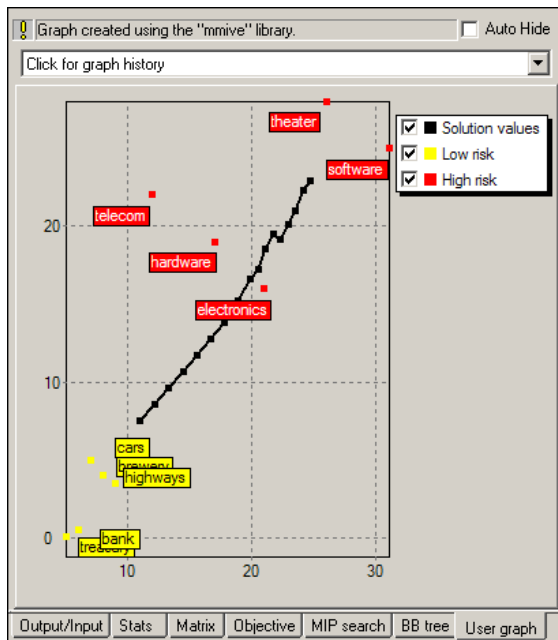 Graph created using the "mmive" library.
Auto Hide
Click for graph history
theater
Solution values
Low risk
High risk
software
telecom
20
hardware
electronics
10
cars
brewery
highways
bank
0
treasury
10
20
30
Output/Input
Stats
Matrix
Objective
MIP search
BB tree
User graph